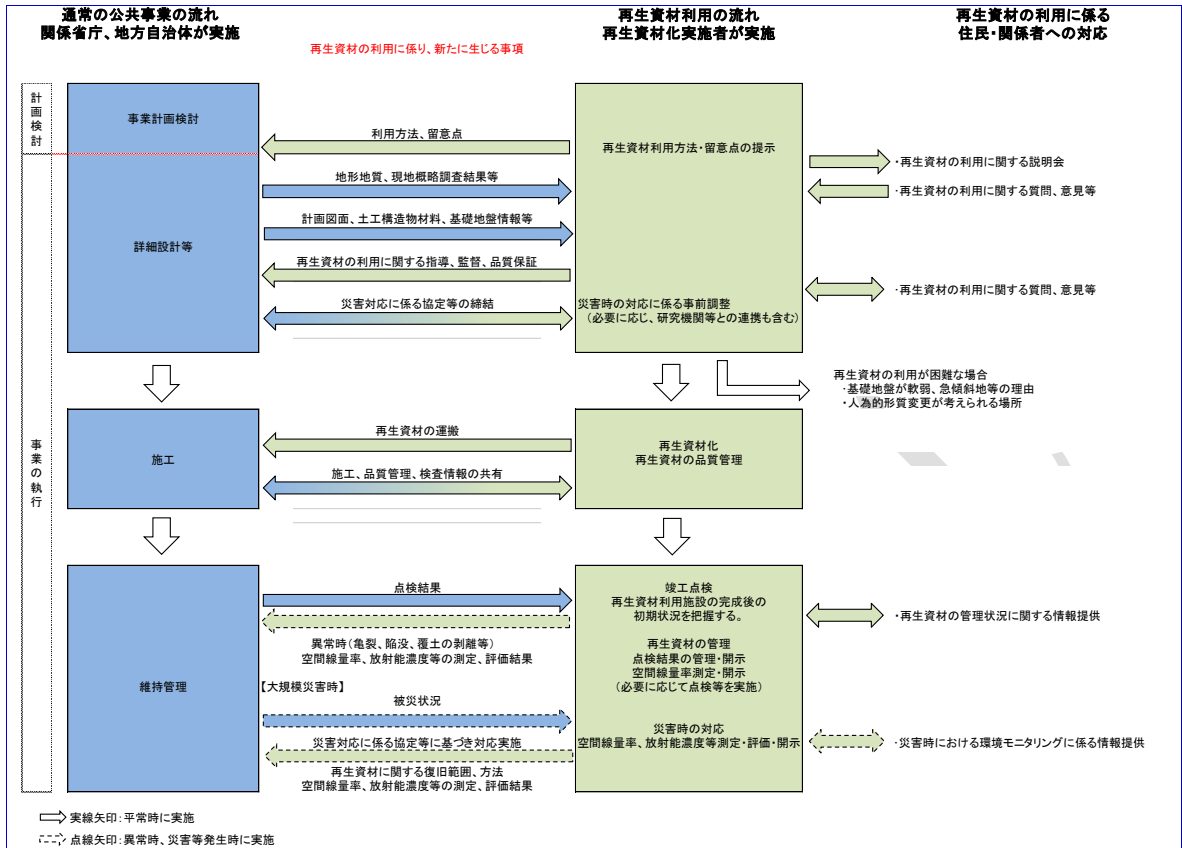 通常の公共事業の流れ
関係省庁、地方自治体が実施
再生資材の利用に係り、新たに生じる事項
再生資材利用の流れ
再生資材化実施者が実施
再生資材の利用に係る
住民・関係者への対応
計画検討
事業計画検討
利用方法、留意点
再生資材利用方法・留意点の提示
・再生資材の利用に関する説明会
地形地質、現地概略調査結果等
・再生資材の利用に関する質問、意見等
計画図面、土工構造物材料、基礎地盤情報等
詳細設計等
再生資材の利用に関する指導、監督、品質保証
・再生資材の利用に関する質問、意見等
災害対応に係る協定等の締結
災害時の対応に係る事前調整
（必要に応じ、研究機関等との連携も含む）
再生資材の利用が困難な場合
・基礎地盤が軟弱、急傾斜地等の理由
・人為的形質変更が考えられる場所
事業の執行
施工
再生資材の運搬
再生資材化
再生資材の品質管理
施工、品質管理、検査情報の共有
維持管理
点検結果
竣工点検
再生資材利用施設の完成後の
初期状況を把握する。
・再生資材の管理状況に関する情報提供
異常時（亀裂、陥没、覆土の剥離等）
空間線量率、放射能濃度等の測定、評価結果
再生資材の管理
点検結果の管理・開示
空間線量率測定・開示
（必要に応じて点検等を実施）
【大規模災害時】
被災状況
災害時の対応
空間線量率、放射能濃度等測定・評価・開示
・災害時における環境モニタリングに係る情報提供
災害対応に係る協定等に基づき対応実施
再生資材に関する復旧範囲、方法
空間線量率、放射能濃度等の測定、評価結果
実線矢印：平常時に実施
点線矢印：異常時、災害等発生時に実施